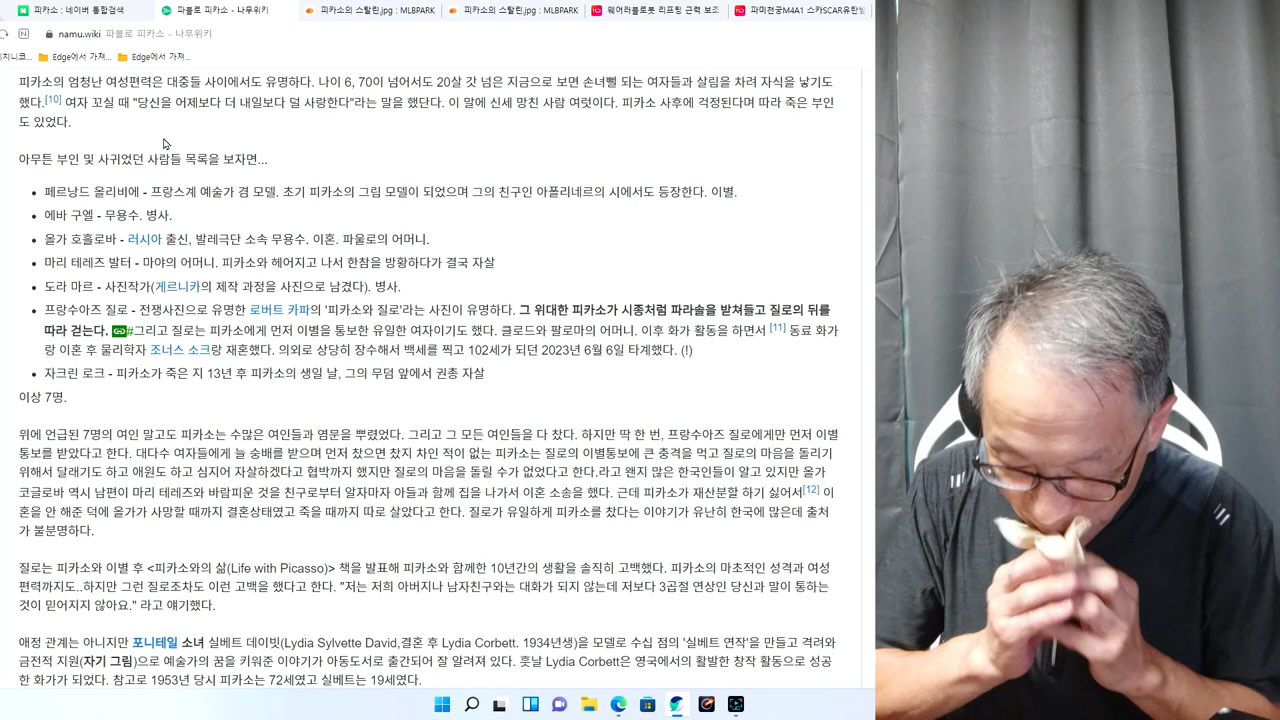 피카소 : 네이버 통합검색
파블로 피카소 - 나무위키
피카소의 스탈린.jpg : MLBPARK
피카소의 스탈린.jpg : MLBPARK
웨어러블로봇 리프팅 근력 보조
파미전궁M4A1 스카SCAR유탄발
namu.wiki 파블로 피카소 - 나무위키
치니코... Edge에서 가져... Edge에서 가져...
피카소의 엄청난 여성편력은 대중들 사이에서도 유명하다. 나이 6, 70이 넘어서도 20살 갓 넘은 지금으로 보면 손녀뻘 되는 여자들과 살림을 차려 자식을 낳기도
했다.[10] 여자 꼬실 때 "당신을 어제보다 더 내일보다 덜 사랑한다"라는 말을 했단다. 이 말에 신세 망친 사람 여럿이다. 피카소 사후에 걱정된다며 따라 죽은 부인
도 있었다.
아무튼 부인 및 사귀었던 사람들 목록을 보자면...
• 페르낭드 올리비에 - 프랑스계 예술가 겸 모델. 초기 피카소의 그림 모델이 되었으며 그의 친구인 아폴리네르의 시에서도 등장한다. 이별.
• 에바 구엘 - 무용수. 병사.
• 올가 호흘로바 - 러시아 출신, 발레극단 소속 무용수. 이혼. 파울로의 어머니.
• 마리 테레즈 발터 - 마야의 어머니. 피카소와 헤어지고 나서 한참을 방황하다가 결국 자살
• 도라 마르 - 사진작가(게르니카의 제작 과정을 사진으로 남겼다). 병사.
• 프랑수아즈 질로 - 전쟁사진으로 유명한 로버트 카파의 '피카소와 질로'라는 사진이 유명하다. 그 위대한 피카소가 시종처럼 파라솔을 받쳐들고 질로의 뒤를
따라 걷는다. #그리고 질로는 피카소에게 먼저 이별을 통보한 유일한 여자이기도 했다. 클로드와 팔로마의 어머니. 이후 화가 활동을 하면서 [11] 동료 화가
랑 이혼 후 물리학자 조너스 소크랑 재혼했다. 의외로 상당히 장수해서 백세를 찍고 102세가 되던 2023년 6월 6일 타계했다. (!)
• 자크린 로크 - 피카소가 죽은 지 13년 후 피카소의 생일 날, 그의 무덤 앞에서 권총 자살
이상 7명.
위에 언급된 7명의 여인 말고도 피카소는 수많은 여인들과 염문을 뿌렸었다. 그리고 그 모든 여인들을 다 찼다. 하지만 딱 한 번, 프랑수아즈 질로에게만 먼저 이별
통보를 받았다고 한다. 대다수 여자들에게 늘 숭배를 받으며 먼저 찼으면 찼지 차인 적이 없는 피카소는 질로의 이별통보에 큰 충격을 먹고 질로의 마음을 돌리기
위해서 달래기도 하고 애원도 하고 심지어 자살하겠다고 협박까지 했지만 질로의 마음을 돌릴 수가 없었다고 한다.라고 왠지 많은 한국인들이 알고 있지만 올가
코글로바 역시 남편이 마리 테레즈와 바람피운 것을 친구로부터 알자마자 아들과 함께 집을 나가서 이혼 소송을 했다. 근데 피카소가 재산분할 하기 싫어서[12] 이
혼을 안 해준 덕에 올가가 사망할 때까지 결혼상태였고 죽을 때까지 따로 살았다고 한다. 질로가 유일하게 피카소를 찼다는 이야기가 유난히 한국에 많은데 출처
가 불분명하다.
질로는 피카소와 이별 후 <피카소와의 삶(Life with Picasso)> 책을 발표해 피카소와 함께한 10년간의 생활을 솔직히 고백했다. 피카소의 마초적인 성격과 여성
편력까지도..하지만 그런 질로조차도 이런 고백을 했다고 한다. "저는 저희 아버지나 남자친구와는 대화가 되지 않는데 저보다 3곱절 연상인 당신과 말이 통하는
것이 믿어지지 않아요." 라고 얘기했다.
애정 관계는 아니지만 포니테일 소녀 실베트 데이빗(Lydia Sylvette David,결혼 후 Lydia Corbett. 1934년생)을 모델로 수십 점의 '실베트 연작'을 만들고 격려와
금전적 지원(자기 그림)으로 예술가의 꿈을 키워준 이야기가 아동도서로 출간되어 잘 알려져 있다. 훗날 Lydia Corbett은 영국에서의 활발한 창작 활동으로 성공
한 화가가 되었다. 참고로 1953년 당시 피카소는 72세였고 실베트는 19세였다.